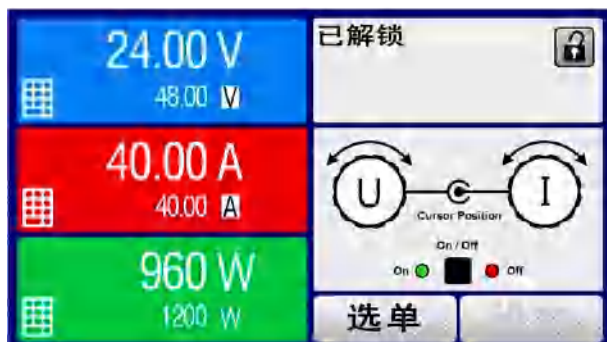 24.00 V
48.00 V
40.00 A
40.00 A
960 W
1200 W
已解锁
U
I
Cursor Position
On / Off
On
Off
选单